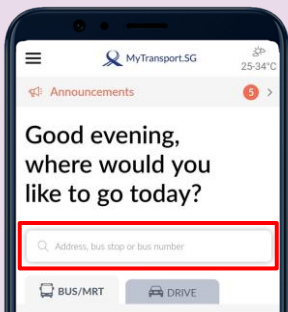 MyTransport.SG
25-34°C
Announcements
5
Good evening,
where would you
like to go today?
Address, bus stop or bus number
BUS/MRT
DRIVE